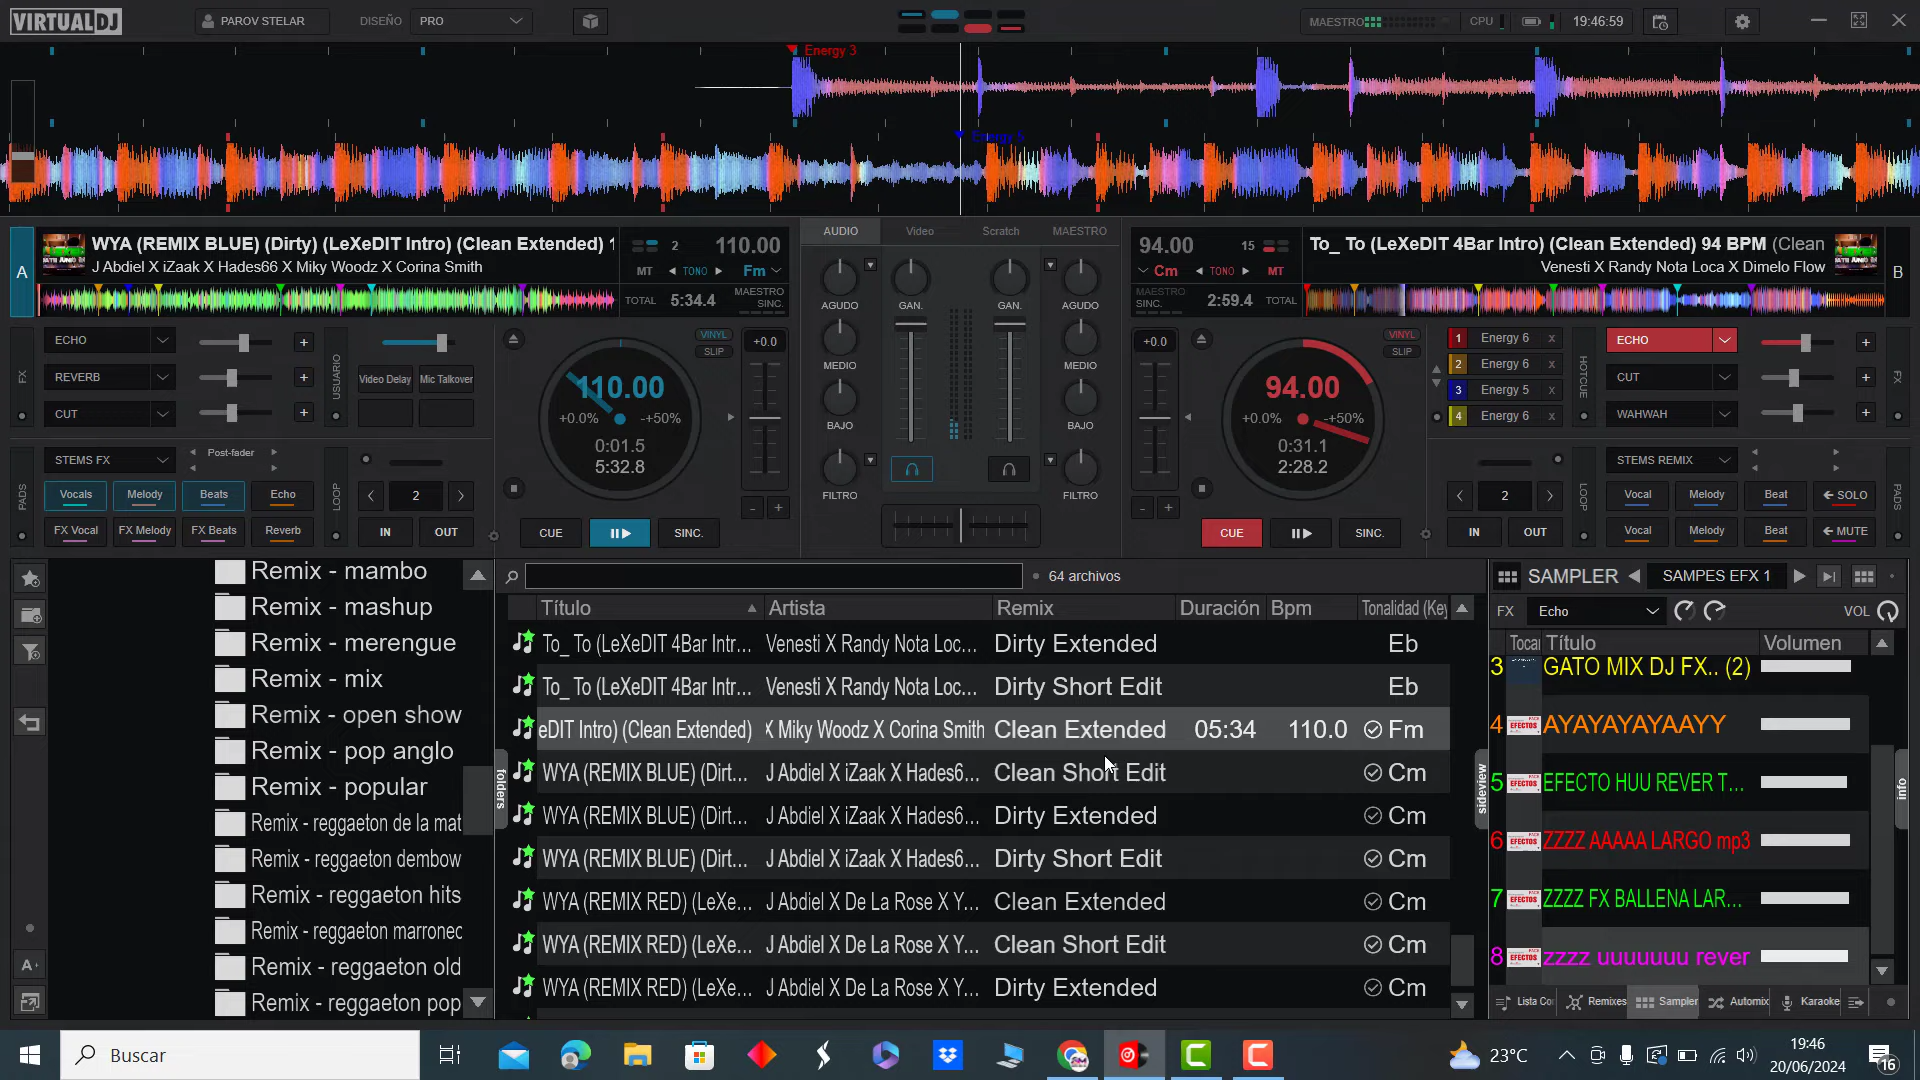 VIRTUALDJ
PAROV STELAR
DISEÑO
PRO
MAESTRO
CPU
19:46:59
Energy 3
Energy 5
A
WYA (REMIX BLUE) (Dirty) (LeXeDIT Intro) (Clean Extended) 1
J Abdiel X iZaak X Hades66 X Miky Woodz X Corina Smith
2
110.00
MT
TONO
Fm
TOTAL
5:34.4
MAESTRO
SINC.
AUDIO
Video
Scratch
MAESTRO
94.00
15
Cm
TONO
MT
MAESTRO
SINC.
2:59.4
TOTAL
To_ To (LeXeDIT 4Bar Intro) (Clean Extended) 94 BPM (Clean
Venesti X Randy Nota Loca X Dimelo Flow
B
FX
ECHO
REVERB
CUT
USUARIO
Video Delay
Mic Talkover
VINYL
SLIP
+0.0
110.00
+0.0%
-+50%
0:01.5
5:32.8
AGUDO
MEDIO
BAJO
FILTRO
GAN.
GAN.
AGUDO
MEDIO
BAJO
FILTRO
+0.0
VINYL
SLIP
94.00
+0.0%
-+50%
0:31.1
2:28.2
1 Energy 6 x
2 Energy 6 x
3 Energy 5 x
4 Energy 6 x
HOTCUE
ECHO
CUT
WAHWAH
FX
PADS
STEMS FX
Post-fader
Vocals
Melody
Beats
Echo
FX Vocal
FX Melody
FX Beats
Reverb
LOOP
2
IN
OUT
CUE
SINC.
- +
- +
CUE
SINC.
2
IN
OUT
LOOP
STEMS REMIX
Vocal
Melody
Beat
SOLO
Vocal
Melody
Beat
MUTE
PADS
Remix - mambo
Remix - mashup
Remix - merengue
Remix - mix
Remix - open show
Remix - pop anglo
Remix - popular
Remix - reggaeton de la mat
Remix - reggaeton dembow
Remix - reggaeton hits
Remix - reggaeton marroneo
Remix - reggaeton old
Remix - reggaeton pop
folders
64 archivos
Título
Artista
Remix
Duración
Bpm
Tonalidad (Key
To_ To (LeXeDIT 4Bar Intr... Venesti X Randy Nota Loc... Dirty Extended Eb
To_ To (LeXeDIT 4Bar Intr... Venesti X Randy Nota Loc... Dirty Short Edit Eb
eDIT Intro) (Clean Extended) X Miky Woodz X Corina Smith Clean Extended 05:34 110.0 Fm
WYA (REMIX BLUE) (Dirt... J Abdiel X iZaak X Hades6... Clean Short Edit Cm
WYA (REMIX BLUE) (Dirt... J Abdiel X iZaak X Hades6... Dirty Extended Cm
WYA (REMIX BLUE) (Dirt... J Abdiel X iZaak X Hades6... Dirty Short Edit Cm
WYA (REMIX RED) (LeXe... J Abdiel X De La Rose X Y... Clean Extended Cm
WYA (REMIX RED) (LeXe... J Abdiel X De La Rose X Y... Clean Short Edit Cm
WYA (REMIX RED) (LeXe... J Abdiel X De La Rose X Y... Dirty Extended Cm
sideview
SAMPLER
SAMPES EFX 1
FX
Echo
VOL
Tocar
Título
Volumen
3 GATO MIX DJ FX.. (2)
4 AYAYAYAYAAYY
5 EFECTO HUU REVER T...
6 ZZZZ AAAAA LARGO mp3
7 ZZZZ FX BALLENA LAR...
8 zzzz uuuuuuu rever
info
Lista Cor
Remixes
Sampler
Automix
Karaoke
Buscar
23°C
19:46
20/06/2024
16